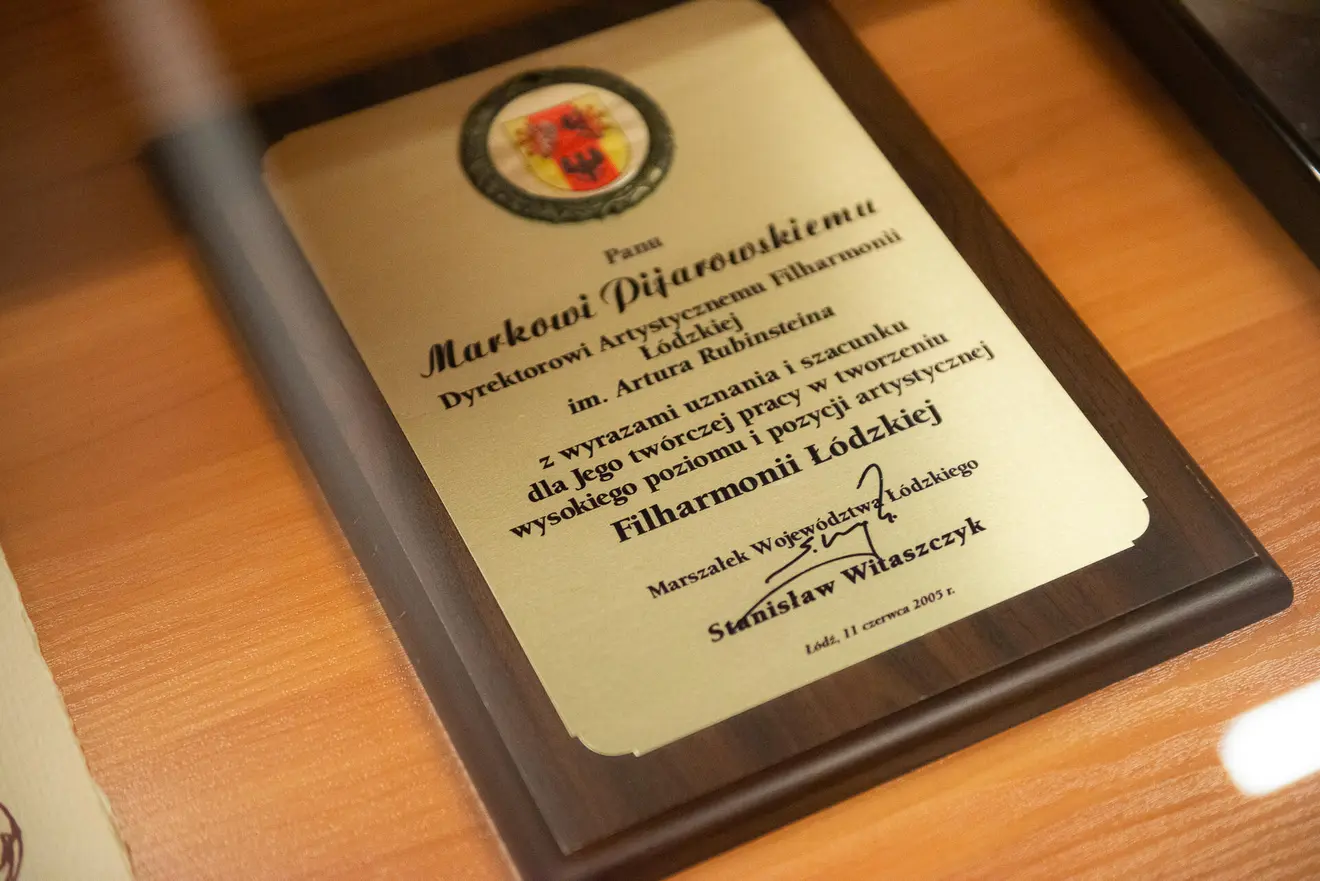 Panu
Markowi Pijarowskiemu
Dyrektorowi Artystycznemu Filharmonii
Łódzkiej
im. Artura Rubinsteina
z wyrazami uznania i szacunku
dla Jego twórczej pracy w tworzeniu
wysokiego poziomu i pozycji artystycznej
Filharmonii Łódzkiej
Marszałek Województwa Łódzkiego
Stanisław Witaszczyk
Łódź, 11 czerwca 2005 r.